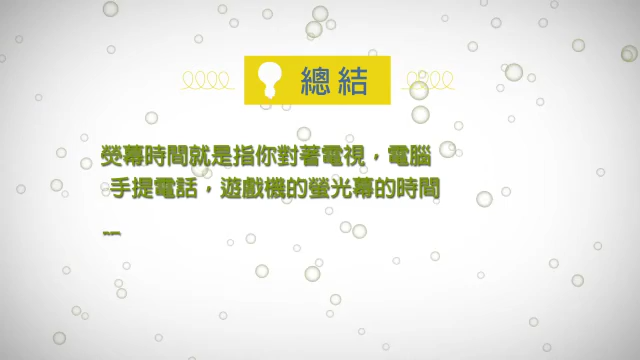 總結
熒幕時間就是指你對著電視，電腦
手提電話，遊戲機的螢光幕的時間